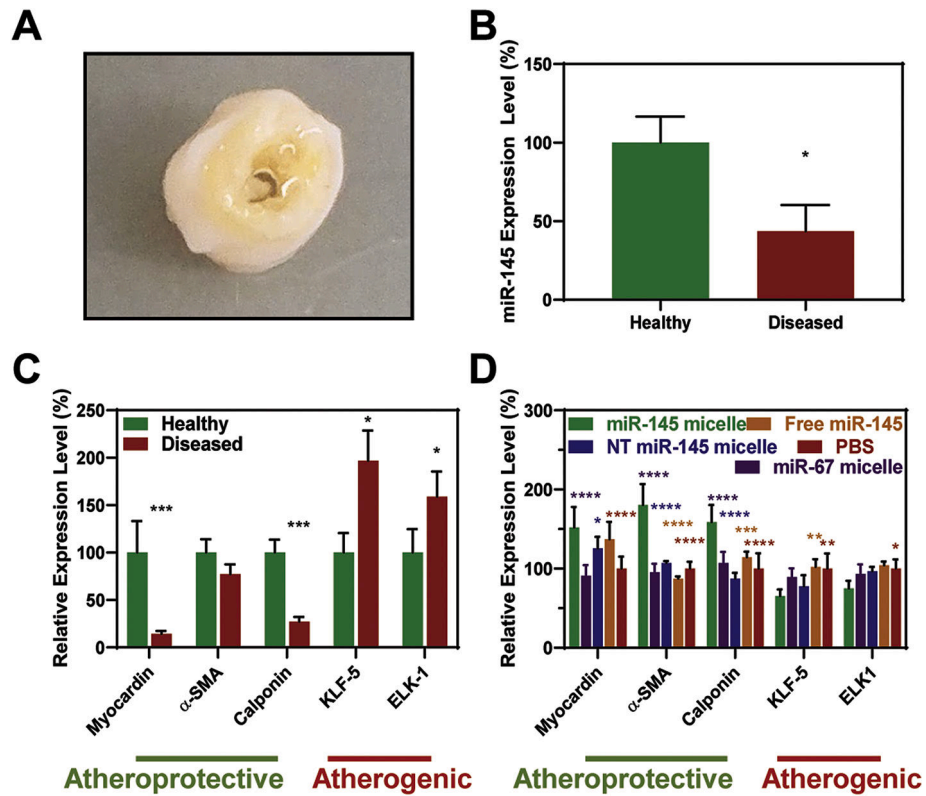 A
B
miR-145 Expression Level (%)
150
100
50
0
*
Healthy
Diseased
C
Relative Expression Level (%)
250
200
150
100
50
0
Healthy
Diseased
***
***
*
*
Myocardin
α-SMA
Calponin
KLF-5
ELK-1
Atheroprotective
Atherogenic
D
Relative Expression Level (%)
300
200
100
0
miR-145 micelle
Free miR-145
NT miR-145 micelle
PBS
miR-67 micelle
****
*
****
****
****
****
****
****
****
***
****
**
**
*
Myocardin
α-SMA
Calponin
KLF-5
ELK1
Atheroprotective
Atherogenic